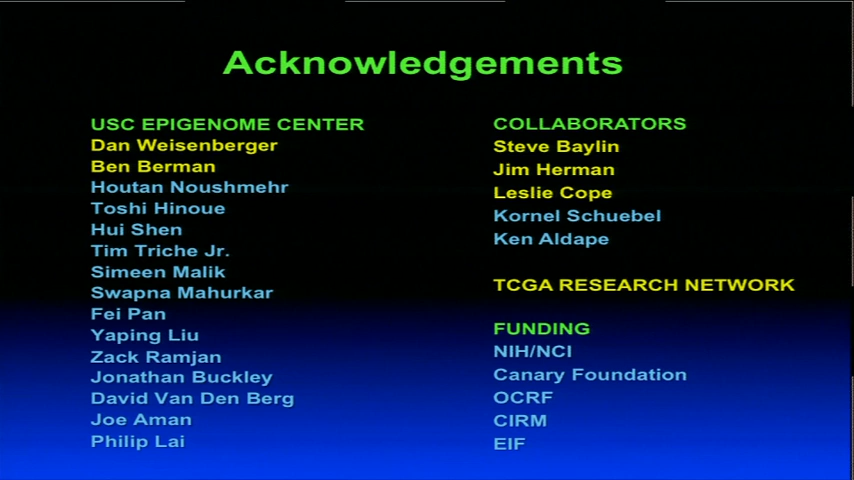 Acknowledgements
USC EPIGENOME CENTER
Dan Weisenberger
Ben Berman
Houtan Noushmehr
Toshi Hinoue
Hui Shen
Tim Triche Jr.
Simeen Malik
Swapna Mahurkar
Fei Pan
Yaping Liu
Zack Ramjan
Jonathan Buckley
David Van Den Berg
Joe Aman
Philip Lai
COLLABORATORS
Steve Baylin
Jim Herman
Leslie Cope
Kornel Schuebel
Ken Aldape
TCGA RESEARCH NETWORK
FUNDING
NIH/NCI
Canary Foundation
OCRF
CIRM
EIF